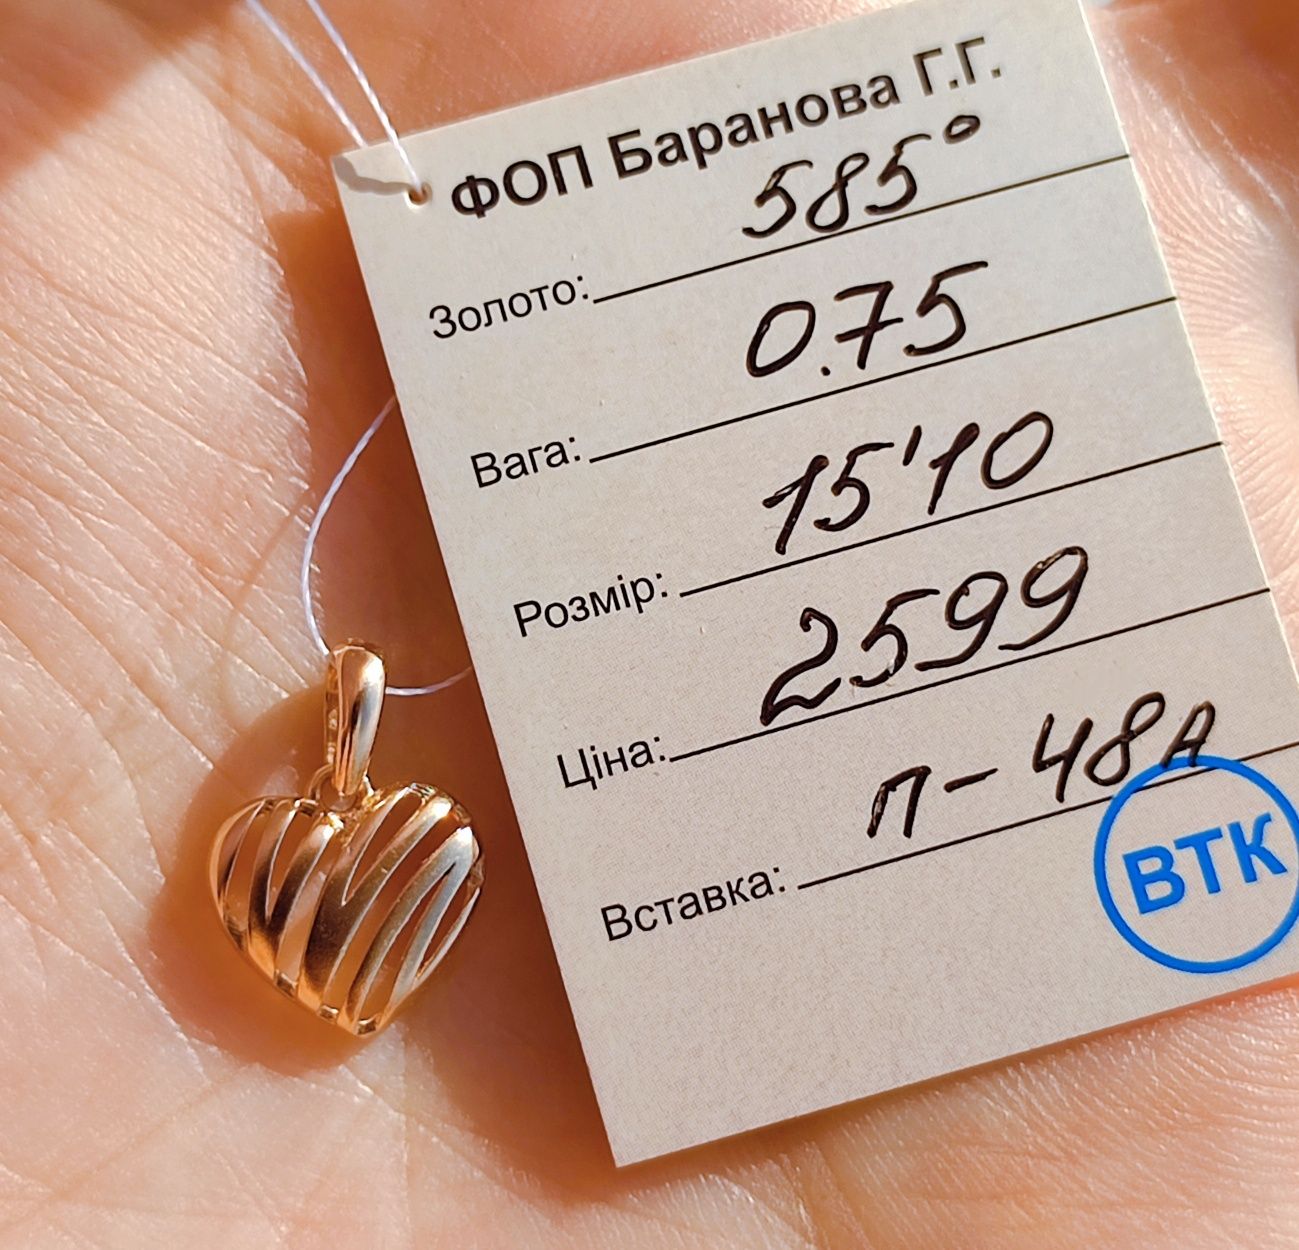 ФОП Баранова Г.Г.
Золото: 585°
Вага: 0.75
Розмір: 15'10
Ціна: 2599
Вставка: П-48А
ВТК